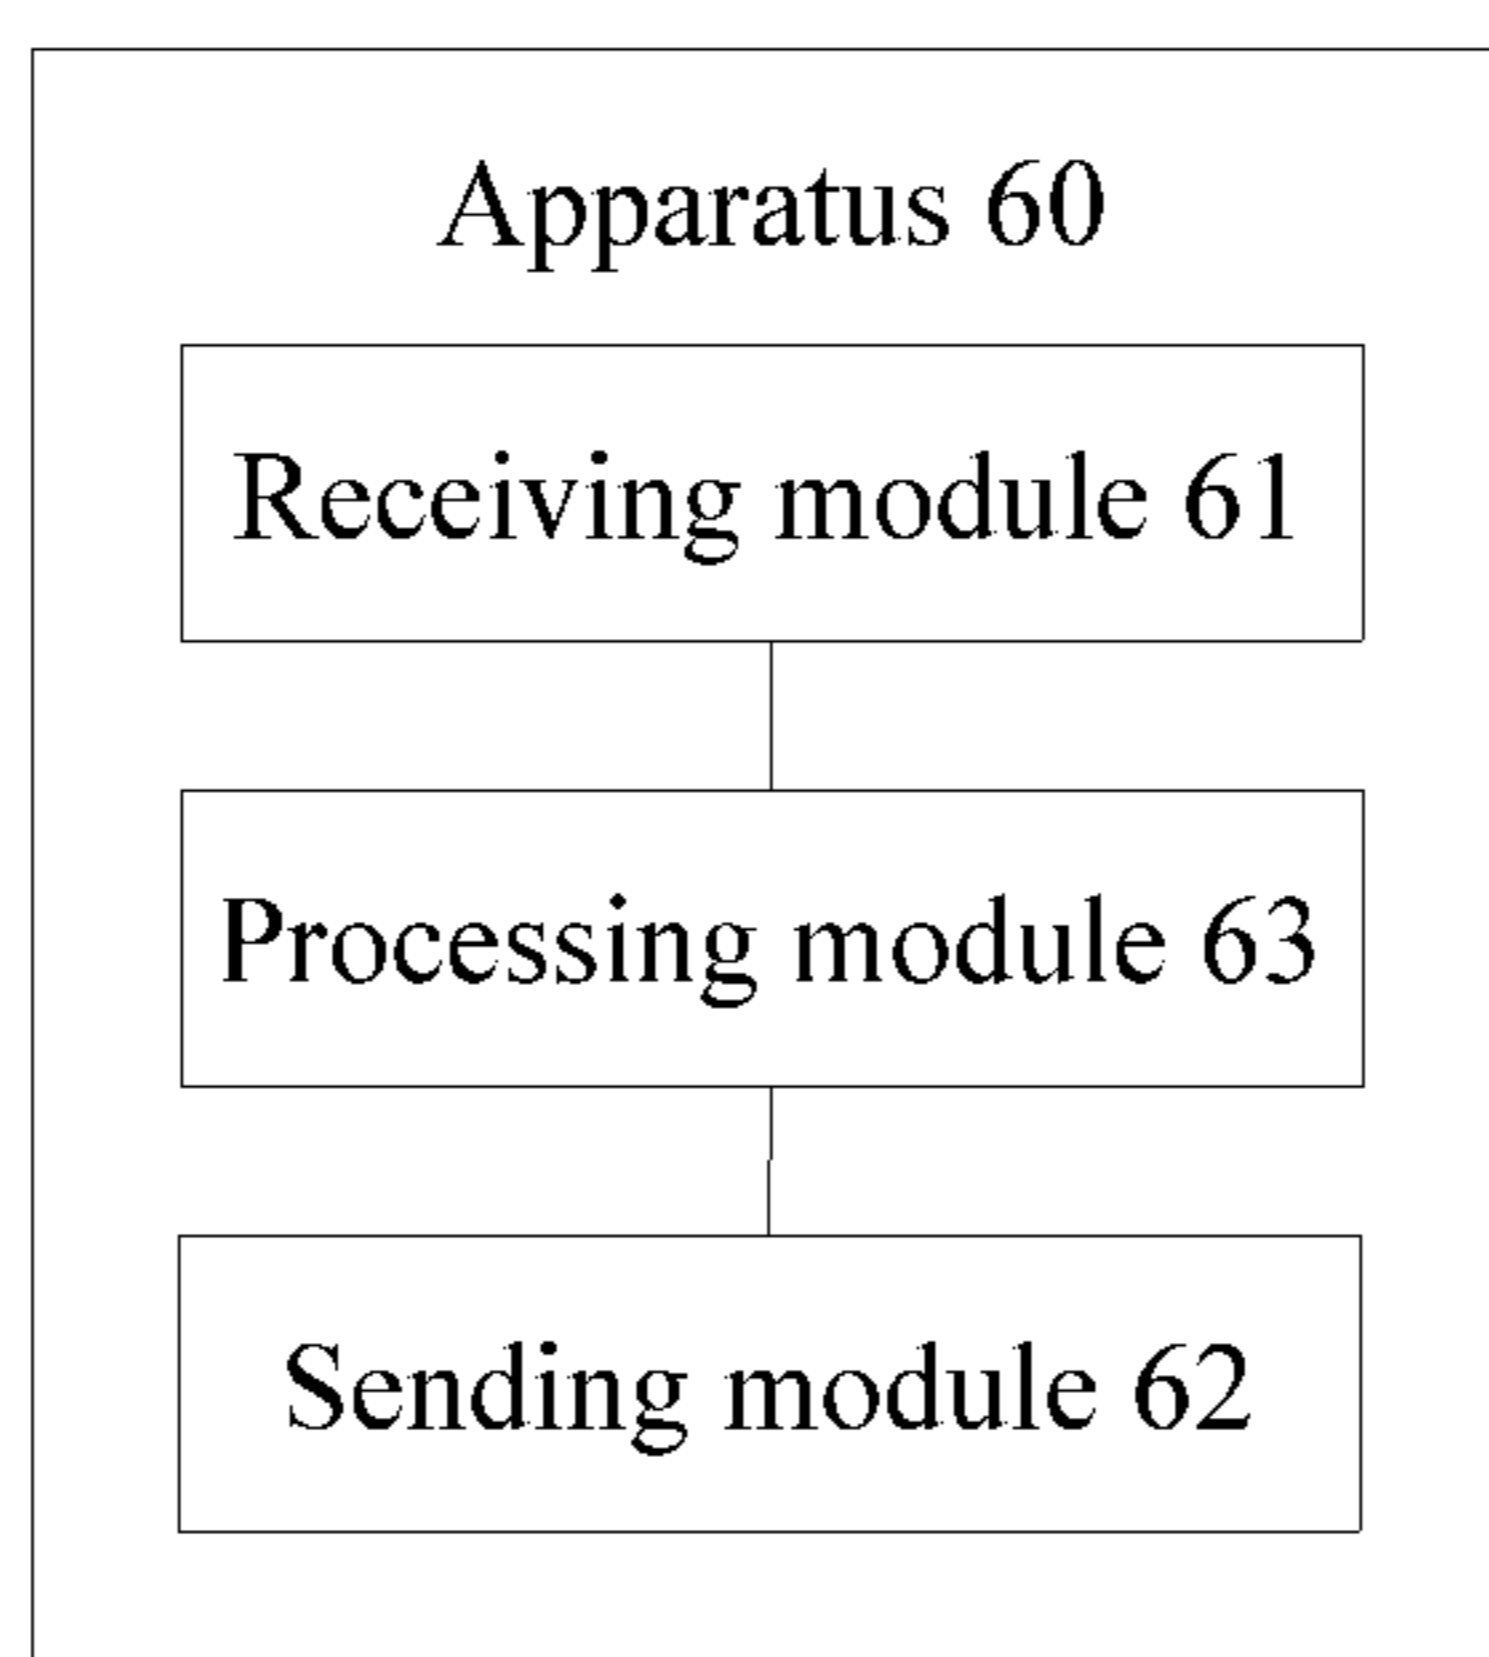 Apparatus 60
Receiving module 61
Processing module 63
Sending module 62